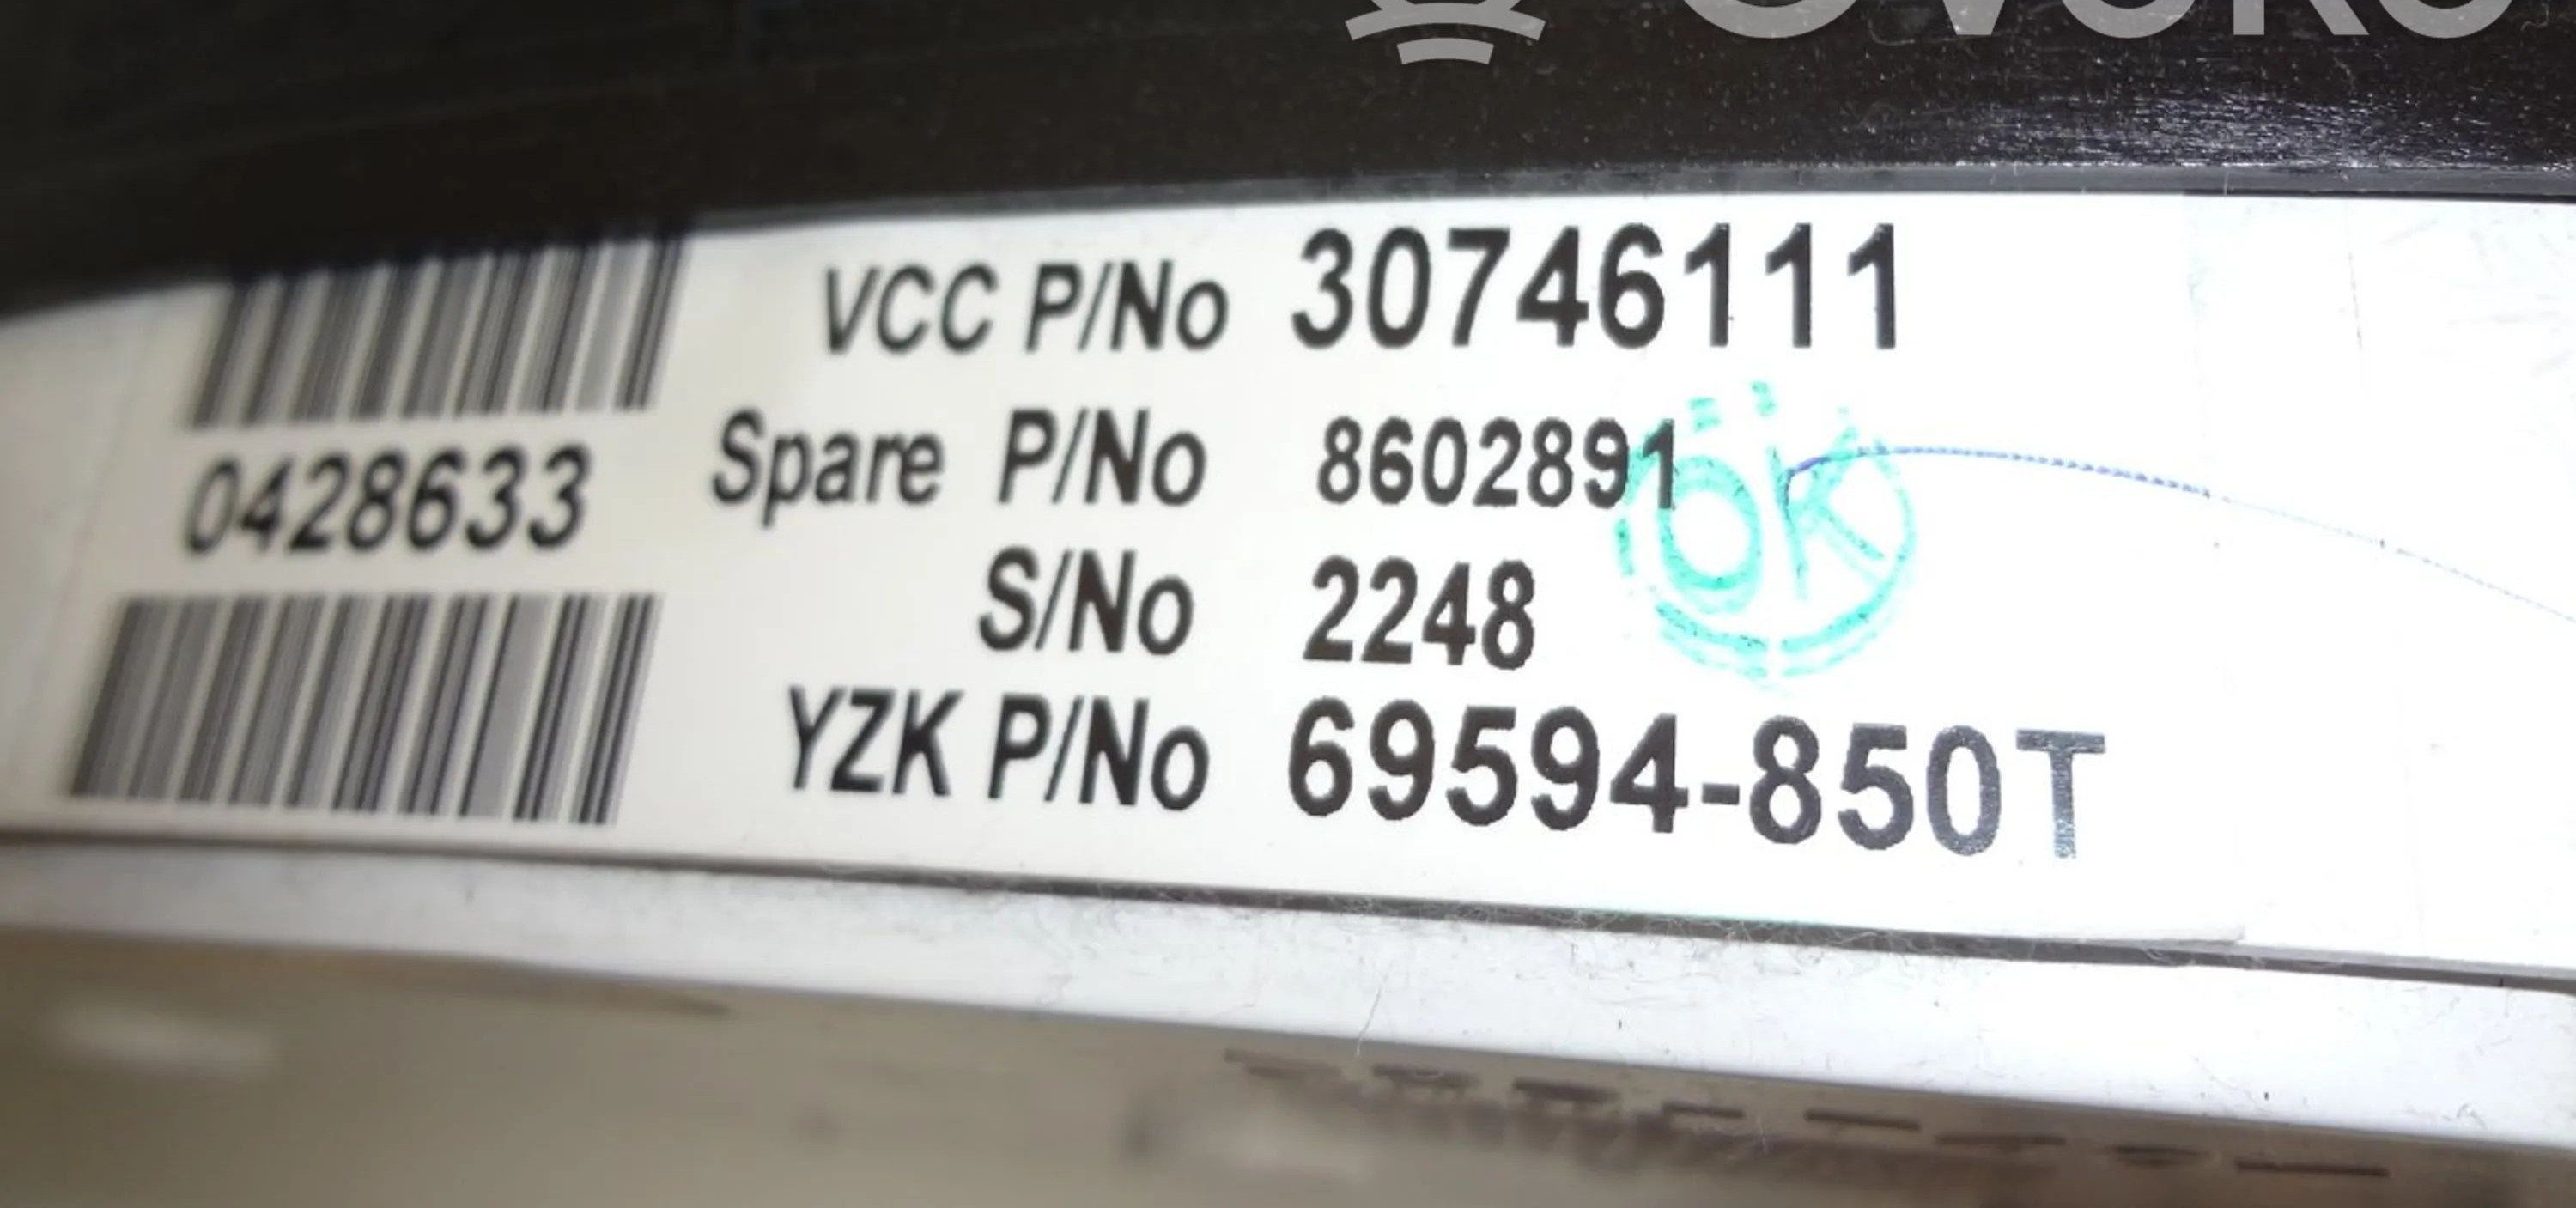 VCC P/No 30746111
0428633
Spare P/No 8602891
OK
S/No 2248
YZK P/No 69594-850T